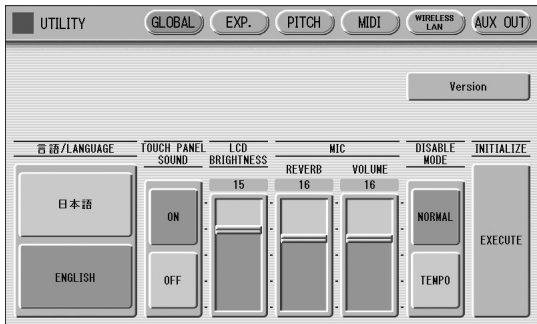 UTILITY
GLOBAL
EXP.
PITCH
MIDI
WIRELESS
LAN
AUX OUT
Version
言語/LANGUAGE
TOUCH PANEL
SOUND
LCD
BRIGHTNESS
MIC
DISABLE
MODE
INITIALIZE
REVERB
VOLUME
15
16
16
日本語
ON
NORMAL
EXECUTE
ENGLISH
OFF
TEMPO